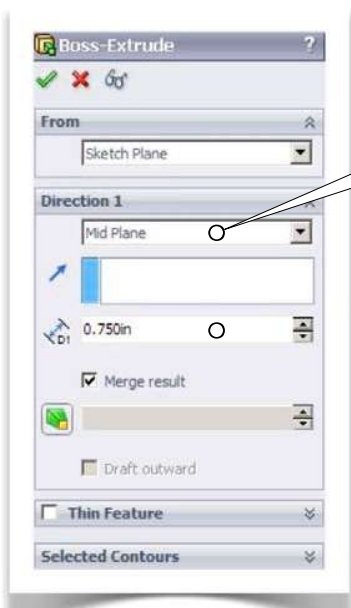 Boss-Extrude ?
From
Sketch Plane
Direction 1
Mid Plane
D1 0.750in
Merge result
Draft outward
Thin Feature
Selected Contours